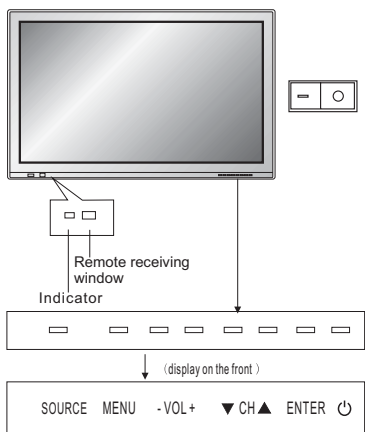 Remote receiving
window
Indicator
(display on the front )
SOURCE MENU - VOL + ▼ CH ▲ ENTER ⏻